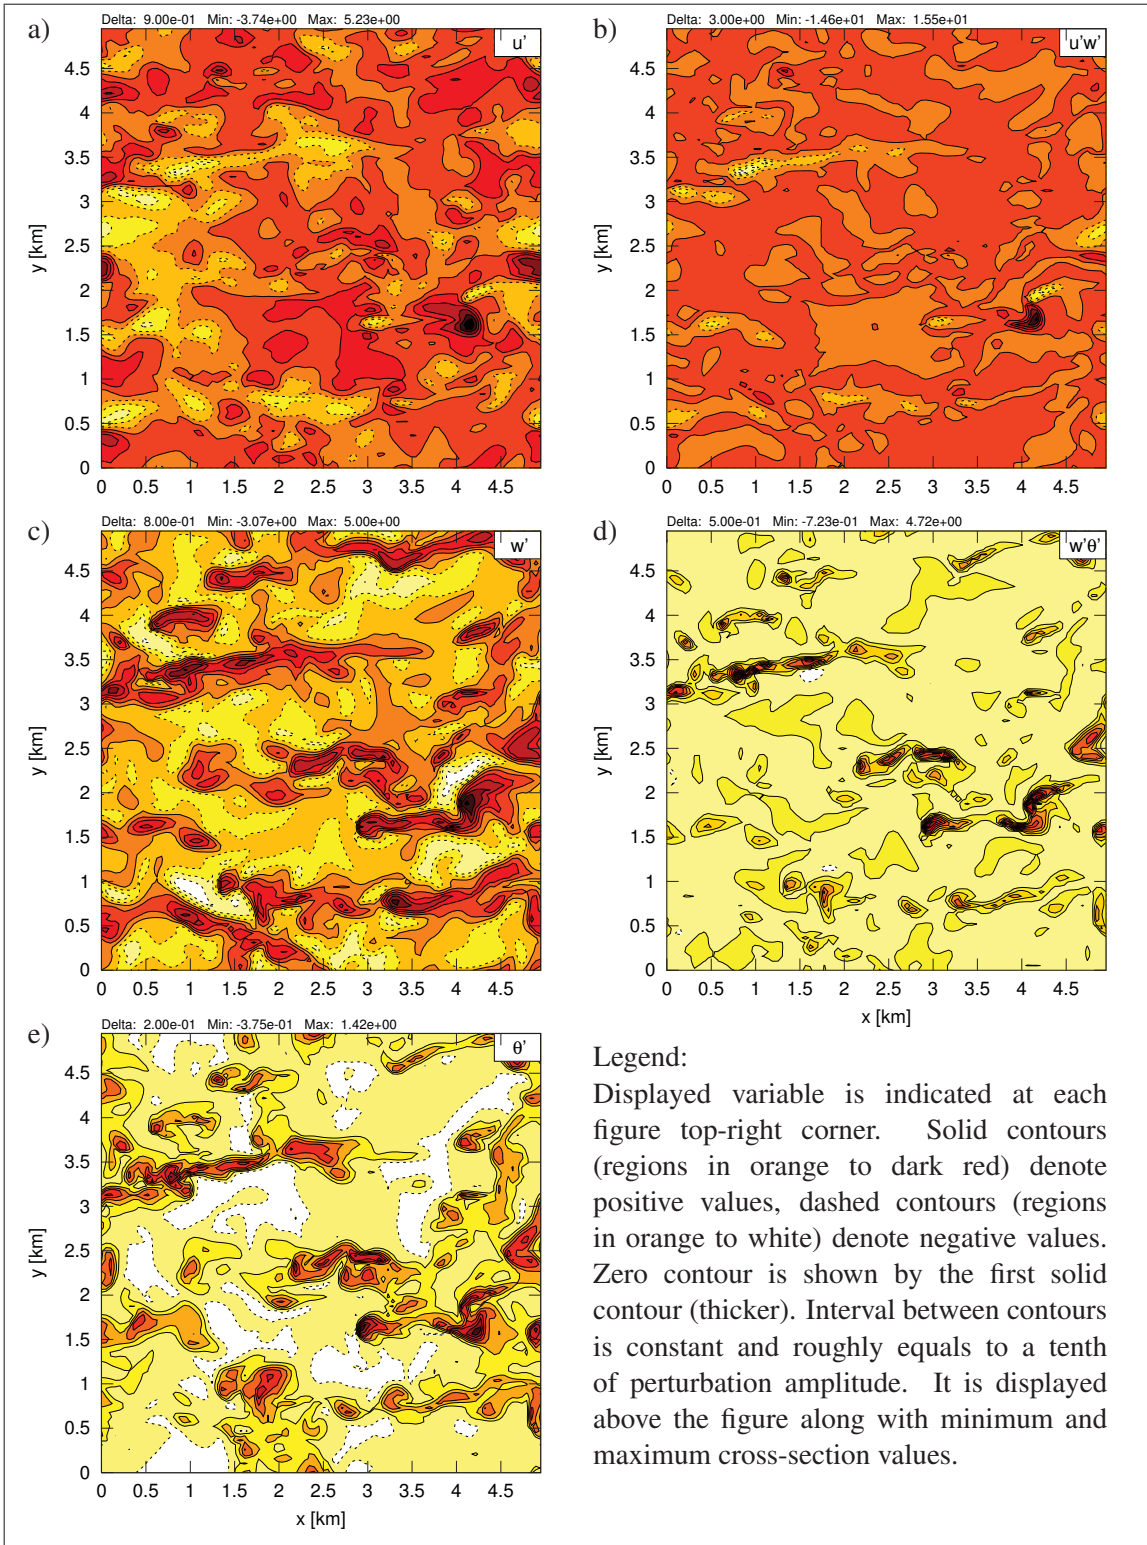 a)
Delta: 9.00e-01 Min: -3.74e+00 Max: 5.23e+00
u'
y [km]
4.5
4
3.5
3
2.5
2
1.5
1
0.5
0
0 0.5 1 1.5 2 2.5 3 3.5 4 4.5
b)
Delta: 3.00e+00 Min: -1.46e+01 Max: 1.55e+01
u'w'
y [km]
4.5
4
3.5
3
2.5
2
1.5
1
0.5
0
0 0.5 1 1.5 2 2.5 3 3.5 4 4.5
c)
Delta: 8.00e-01 Min: -3.07e+00 Max: 5.00e+00
w'
y [km]
4.5
4
3.5
3
2.5
2
1.5
1
0.5
0
0 0.5 1 1.5 2 2.5 3 3.5 4 4.5
d)
Delta: 5.00e-01 Min: -7.23e-01 Max: 4.72e+00
w'θ'
y [km]
4.5
4
3.5
3
2.5
2
1.5
1
0.5
0
0 0.5 1 1.5 2 2.5 3 3.5 4 4.5
x [km]
e)
Delta: 2.00e-01 Min: -3.75e-01 Max: 1.42e+00
θ'
y [km]
4.5
4
3.5
3
2.5
2
1.5
1
0.5
0
0 0.5 1 1.5 2 2.5 3 3.5 4 4.5
x [km]
Legend:
Displayed variable is indicated at each
figure top-right corner. Solid contours
(regions in orange to dark red) denote
positive values, dashed contours (regions
in orange to white) denote negative values.
Zero contour is shown by the first solid
contour (thicker). Interval between contours
is constant and roughly equals to a tenth
of perturbation amplitude. It is displayed
above the figure along with minimum and
maximum cross-section values.